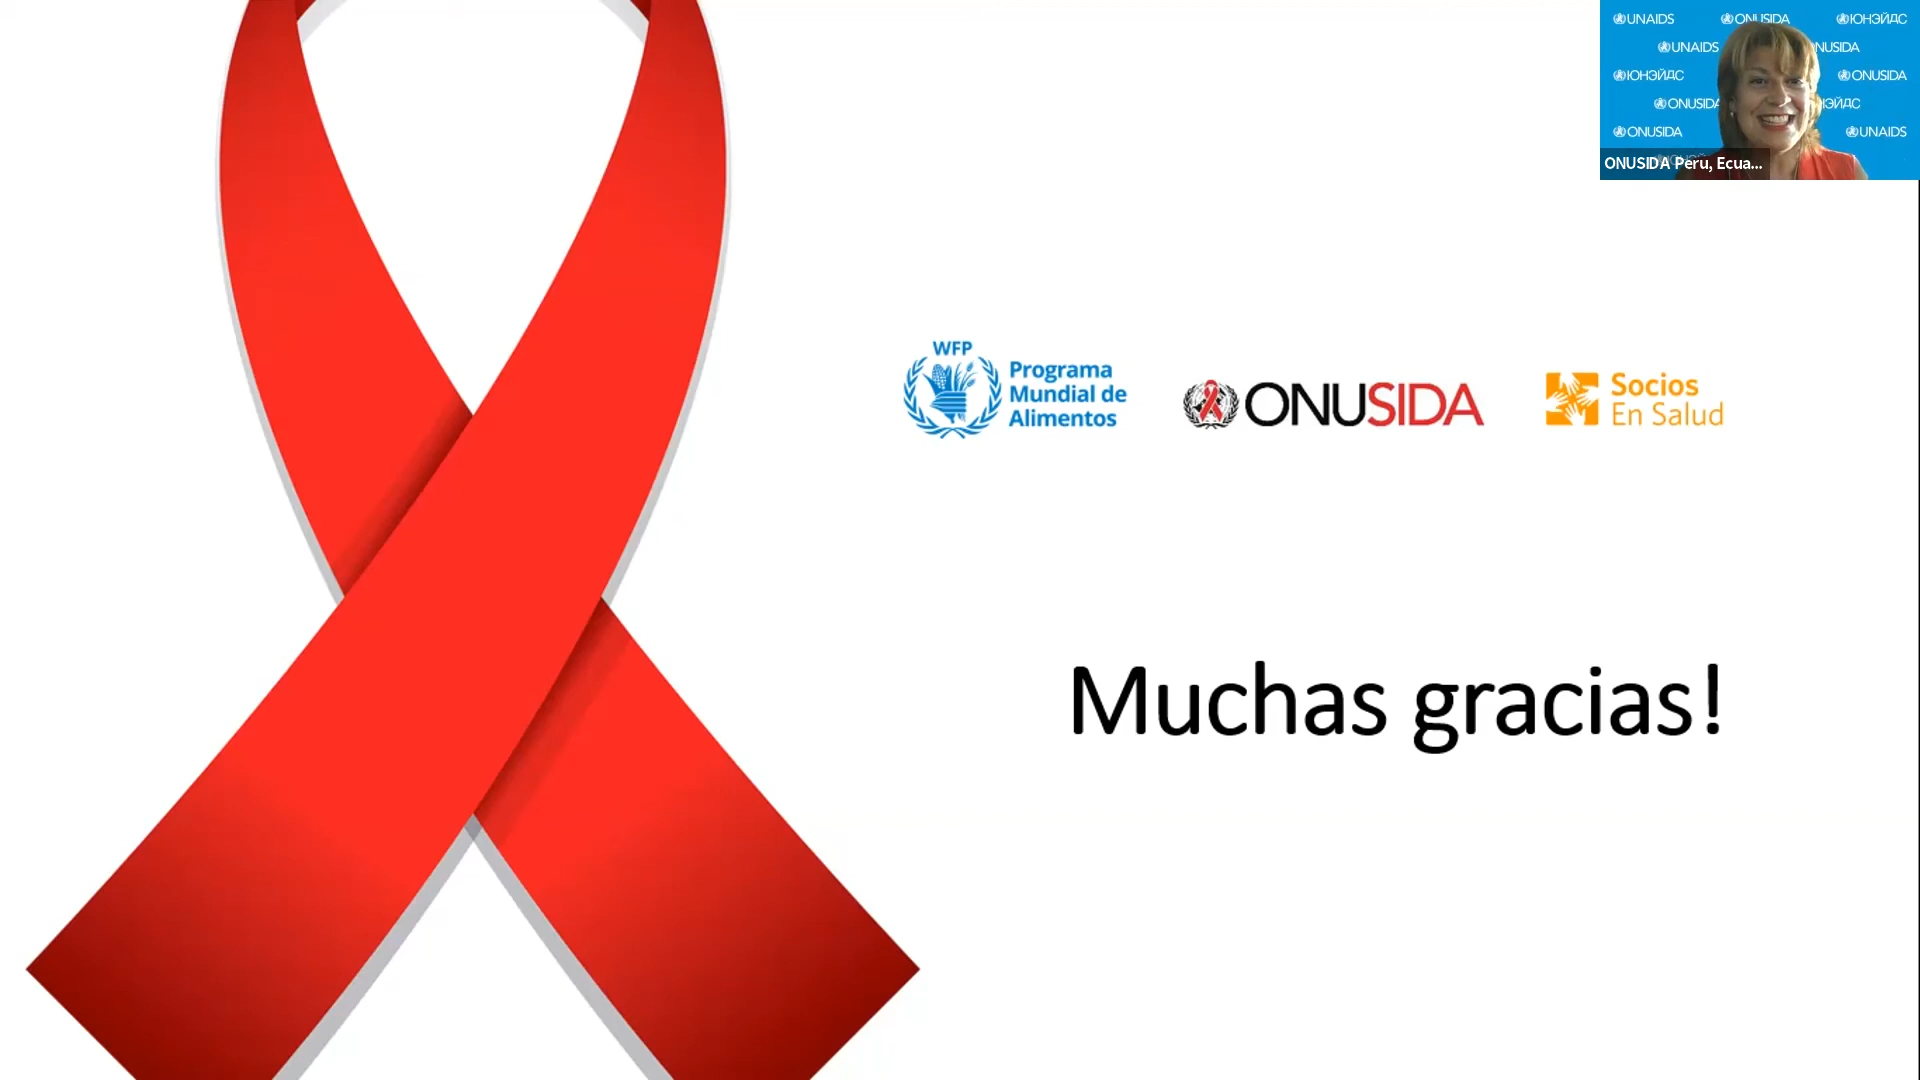 UNAIDS ONUSIDA ЮНЭЙДС
UNAIDS ONUSIDA
ЮНЭЙДС ONUSIDA
ONUSIDA
ONUSIDA UNAIDS
ONUSIDA Peru, Ecua...
WFP
Programa
Mundial de
Alimentos
ONUSIDA
Socios
En Salud
Muchas gracias!